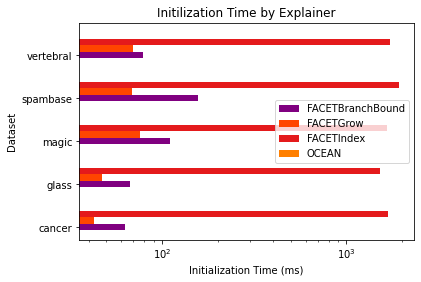 Initilization Time by Explainer
Dataset
vertebral
spambase
magic
glass
cancer
FACETBranchBound
FACETGrow
FACETIndex
OCEAN
10²
10³
Initialization Time (ms)